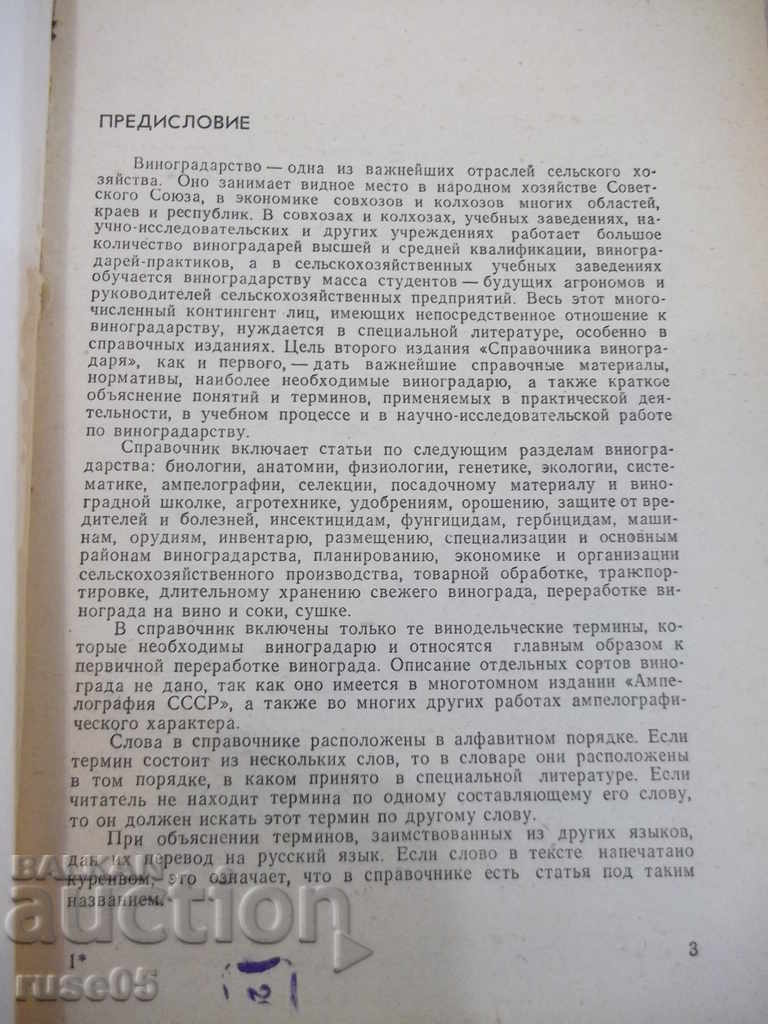 ПРЕДИСЛОВИЕ
Виноградарство — одна из важнейших отраслей сельского хо-
зяйства. Оно занимает видное место в народном хозяйстве Совет-
ского Союза, в экономике совхозов и колхозов многих областей,
краев и республик. В совхозах и колхозах, учебных заведениях, на-
учно-исследовательских и других учреждениях работает большое
количество виноградарей высшей и средней квалификации, виногра-
дарей-практиков, а в сельскохозяйственных учебных заведениях
обучается виноградарству масса студентов — будущих агрономов и
руководителей сельскохозяйственных предприятий. Весь этот много-
численный контингент лиц, имеющих непосредственное отношение к
виноградарству, нуждается в специальной литературе, особенно в
справочных изданиях. Цель второго издания «Справочника виногра-
даря», как и первого, — дать важнейшие справочные материалы,
нормативы, наиболее необходимые виноградарю, а также краткое
объяснение понятий и терминов, применяемых в практической дея-
тельности, в учебном процессе и в научно-исследовательской работе
по виноградарству.
Справочник включает статьи по следующим разделам виногра-
дарства: биологии, анатомии, физиологии, генетике, экологии, систе-
матике, ампелографии, селекции, посадочному материалу и вино-
градной школке, агротехнике, удобрениям, орошению, защите от вре-
дителей и болезней, инсектицидам, фунгицидам, гербицидам, маши-
нам, орудиям, инвентарю, размещению, специализации и основным
районам виноградарства, планированию, экономике и организации
сельскохозяйственного производства, товарной обработке, транспор-
тировке, длительному хранению свежего винограда, переработке ви-
нограда на вино и соки, сушке.
В справочник включены только те винодельческие термины, ко-
торые необходимы виноградарю и относятся главным образом к
первичной переработке винограда. Описание отдельных сортов вино-
града не дано, так как оно имеется в многотомном издании «Ампе-
лография СССР», а также во многих других работах ампелографи-
ческого характера.
Слова в справочнике расположены в алфавитном порядке. Если
термин состоит из нескольких слов, то в словаре они расположены
в том порядке, в каком принято в специальной литературе. Если
читатель не находит термина по одному составляющему его слову,
то он должен искать этот термин по другому слову.
При объяснении терминов, заимствованных из других языков,
дан их перевод на русский язык. Если слово в тексте напечатано
курсивом, это означает, что в справочнике есть статья под таким
названием.
1*
3
БАЛКАН
auction
ruse05
2